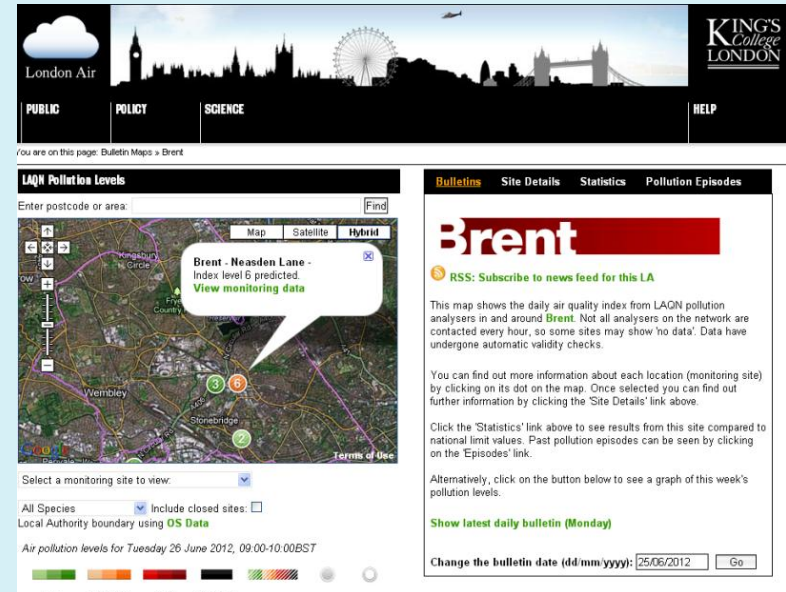 London Air
KING'S
College
LONDON
PUBLIC
POLICY
SCIENCE
HELP
You are on this page: Bulletin Maps » Brent
LAQN Pollution Levels
Enter postcode or area:
Find
Map
Satellite
Hybrid
Kingsbury
Circle
Brent - Neasden Lane -
Index level 6 predicted.
View monitoring data
Country
Wembley
3
6
Stonebridge
2
Google
Terms of Use
Select a monitoring site to view:
All Species
Include closed sites:
Local Authority boundary using OS Data
Air pollution levels for Tuesday 26 June 2012, 09:00-10:00BST
Bulletins
Site Details
Statistics
Pollution Episodes
Brent
RSS: Subscribe to news feed for this LA
This map shows the daily air quality index from LAQN pollution
analysers in and around Brent. Not all analysers on the network are
contacted every hour, so some sites may show 'no data'. Data have
undergone automatic validity checks.
You can find out more information about each location (monitoring site)
by clicking on its dot on the map. Once selected you can find out
further information by clicking the 'Site Details' link above.
Click the 'Statistics' link above to see results from this site compared to
national limit values. Past pollution episodes can be seen by clicking
on the 'Episodes' link.
Alternatively, click on the button below to see a graph of this week's
pollution levels.
Show latest daily bulletin (Monday)
Change the bulletin date (dd/mm/yyyy): 25/06/2012 Go